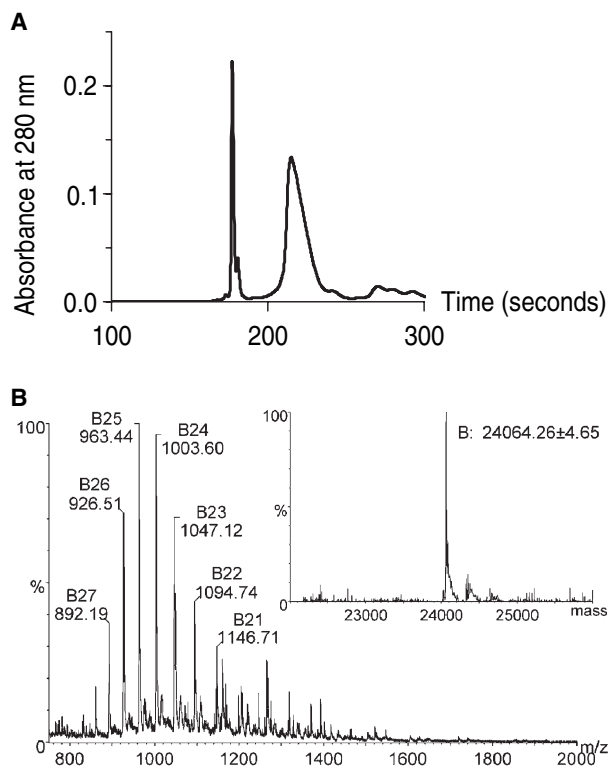 A
Absorbance at 280 nm
0.2
0.1
0.0
100
200
300
Time (seconds)
B
100
%
0
B25
963.44
B24
1003.60
B26
926.51
B23
1047.12
B27
892.19
B22
1094.74
B21
1146.71
800
1000
1200
1400
1600
1800
2000
m/z
100
%
0
B: 24064.26±4.65
23000
24000
25000
mass